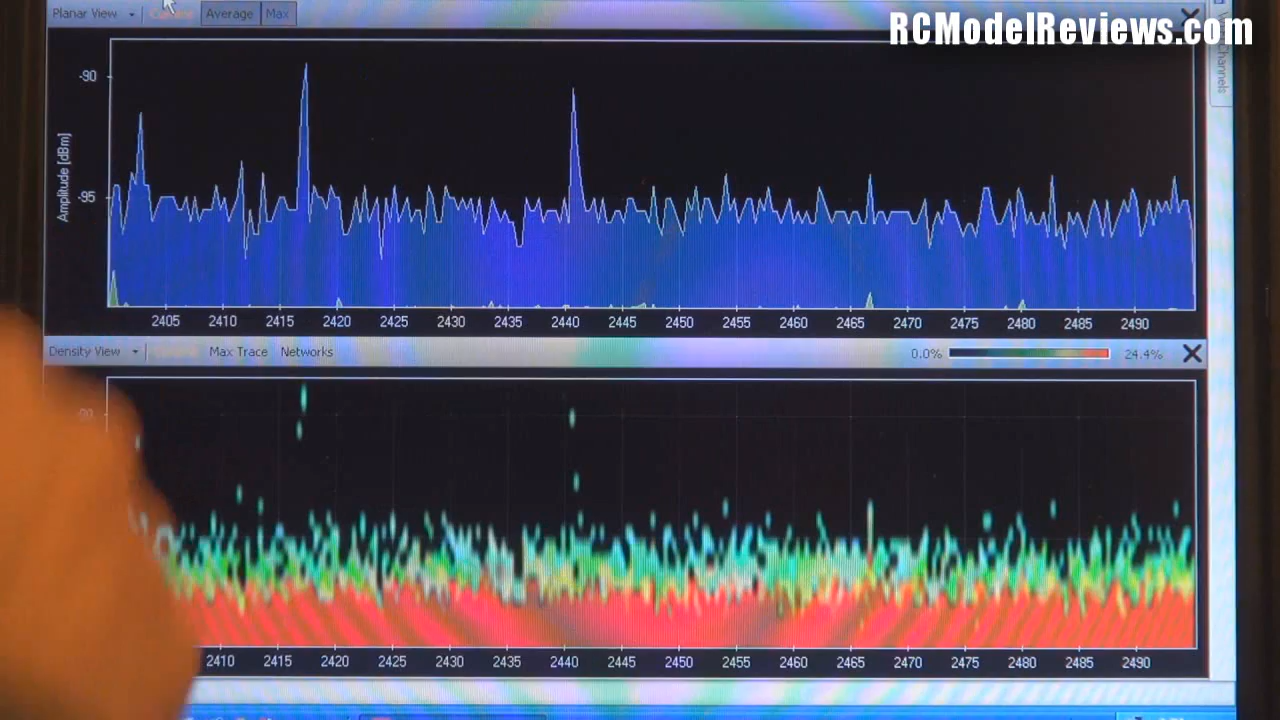 Planar View Average Max
RCModelReviews.com
Channels
-90
-95
Amplitude [dBm]
2405 2410 2415 2420 2425 2430 2435 2440 2445 2450 2455 2460 2465 2470 2475 2480 2485 2490
Density View Max Trace Networks 0.0% 24.4%
2410 2415 2420 2425 2430 2435 2440 2445 2450 2455 2460 2465 2470 2475 2480 2485 2490